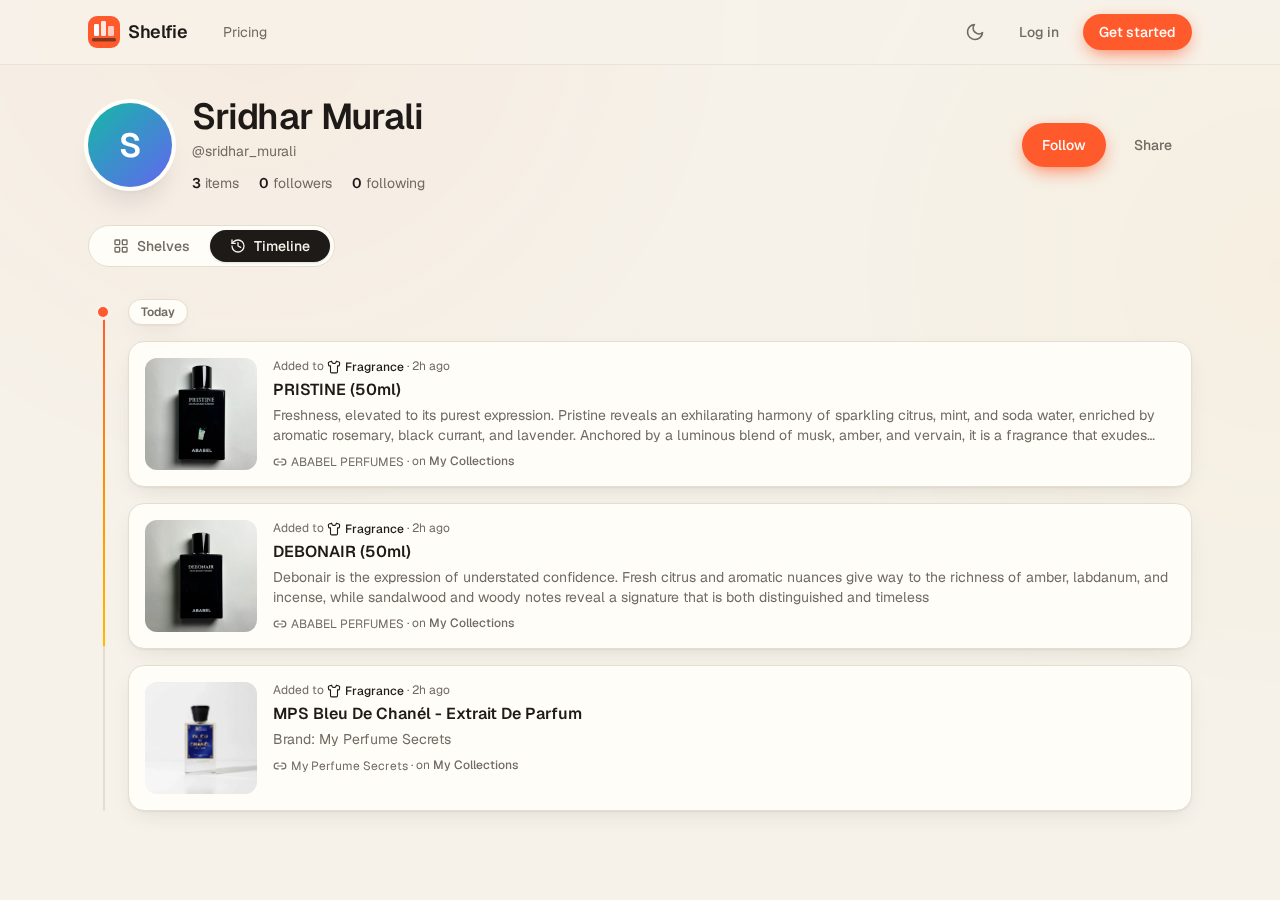 Shelfie
Pricing
Log in
Get started
S
Sridhar Murali
@sridhar_murali
3 items 0 followers 0 following
Follow
Share
Shelves
Timeline
Today
Added to Fragrance · 2h ago
PRISTINE (50ml)
Freshness, elevated to its purest expression. Pristine reveals an exhilarating harmony of sparkling citrus, mint, and soda water, enriched by
aromatic rosemary, black currant, and lavender. Anchored by a luminous blend of musk, amber, and vervain, it is a fragrance that exudes...
ABABEL PERFUMES · on My Collections
PRISTINE
ABABEL
Added to Fragrance · 2h ago
DEBONAIR (50ml)
Debonair is the expression of understated confidence. Fresh citrus and aromatic nuances give way to the richness of amber, labdanum, and
incense, while sandalwood and woody notes reveal a signature that is both distinguished and timeless
ABABEL PERFUMES · on My Collections
DEBONAIR
ABABEL
Added to Fragrance · 2h ago
MPS Bleu De Chanél - Extrait De Parfum
Brand: My Perfume Secrets
My Perfume Secrets · on My Collections